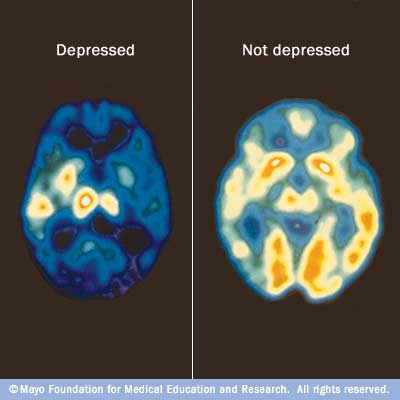 Depressed
Not depressed
© Mayo Foundation for Medical Education and Research. All rights reserved.